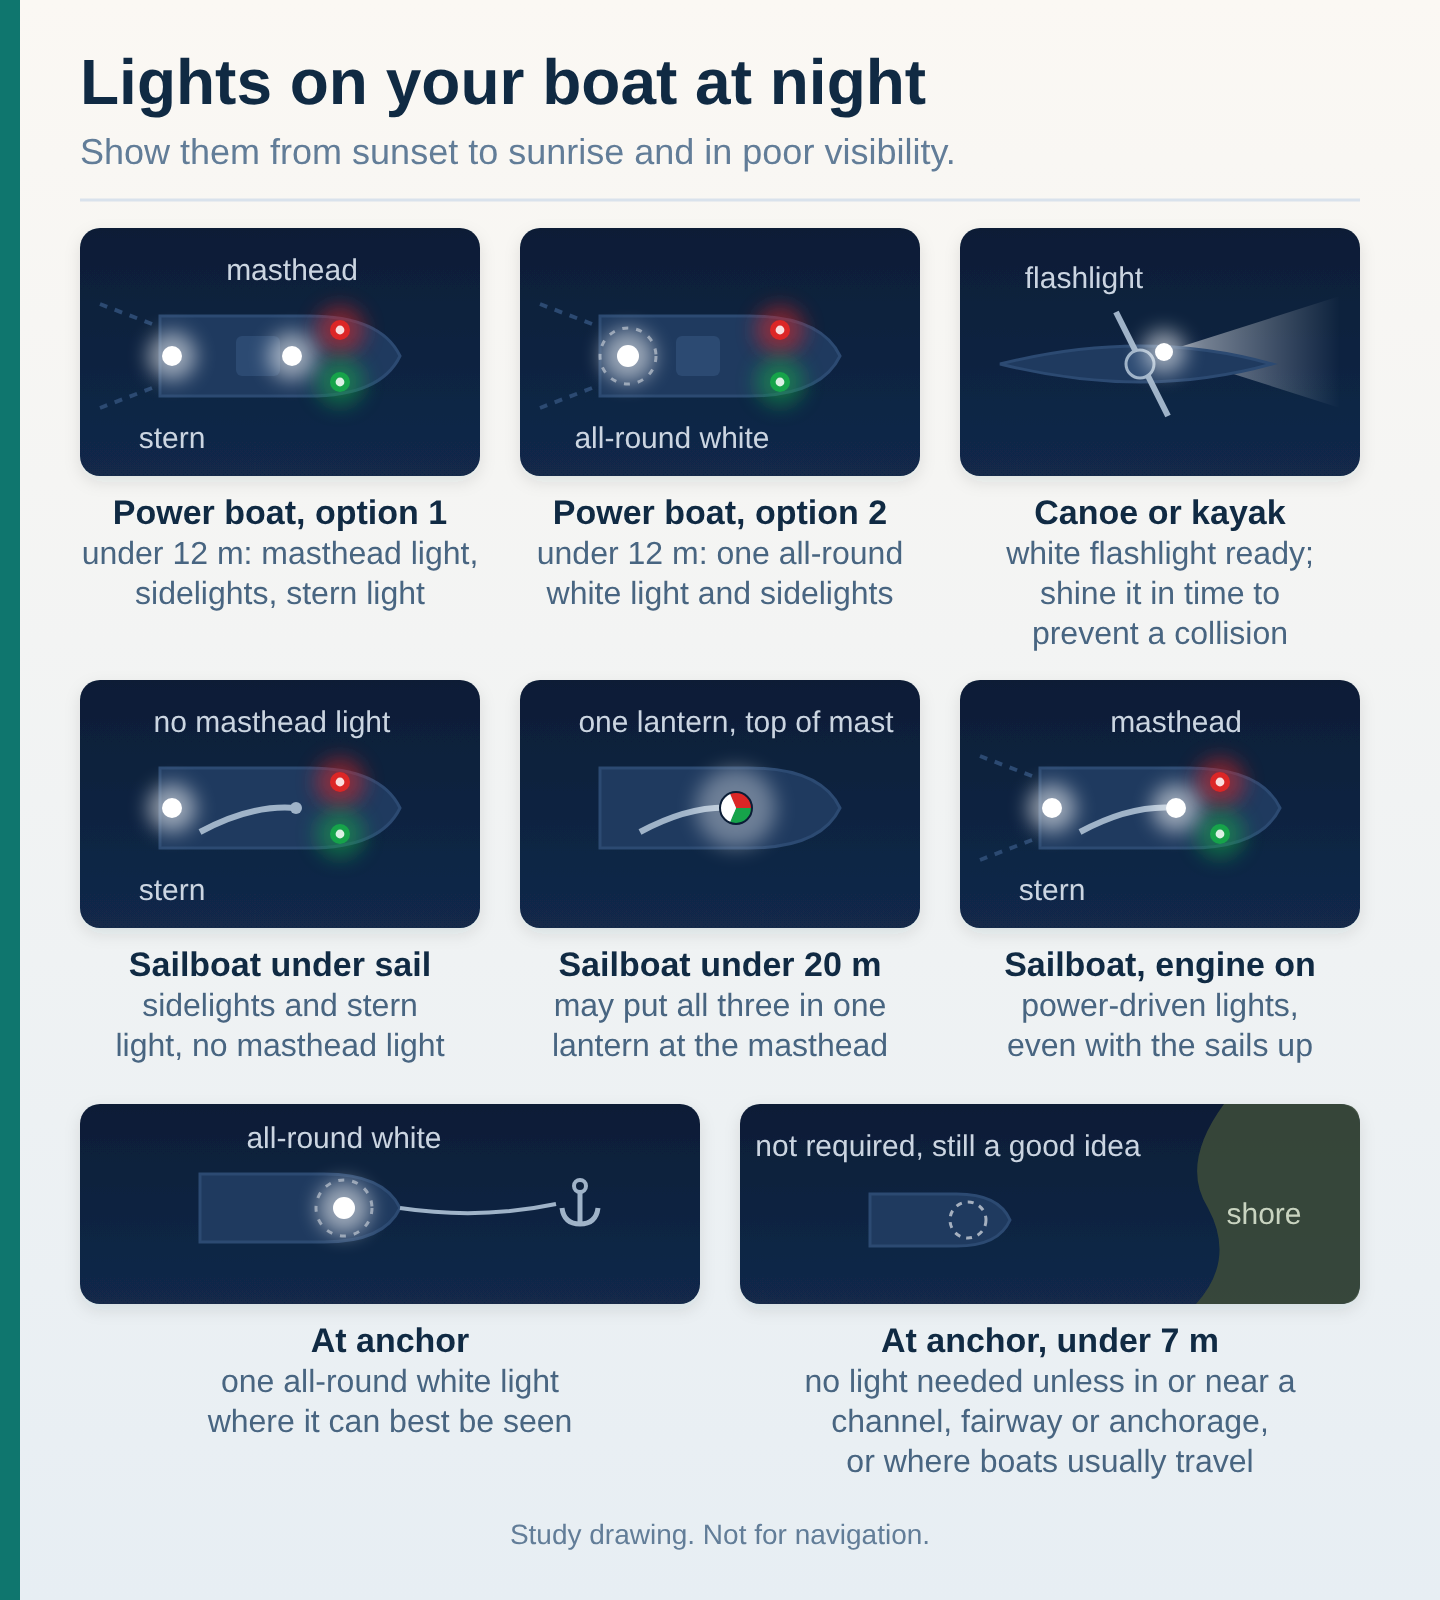 Lights on your boat at night
Show them from sunset to sunrise and in poor visibility.
masthead
stern
Power boat, option 1
under 12 m: masthead light,
sidelights, stern light
all-round white
Power boat, option 2
under 12 m: one all-round
white light and sidelights
flashlight
Canoe or kayak
white flashlight ready;
shine it in time to
prevent a collision
no masthead light
stern
Sailboat under sail
sidelights and stern
light, no masthead light
one lantern, top of mast
Sailboat under 20 m
may put all three in one
lantern at the masthead
masthead
stern
Sailboat, engine on
power-driven lights,
even with the sails up
all-round white
At anchor
one all-round white light
where it can best be seen
not required, still a good idea
shore
At anchor, under 7 m
no light needed unless in or near a
channel, fairway or anchorage,
or where boats usually travel
Study drawing. Not for navigation.